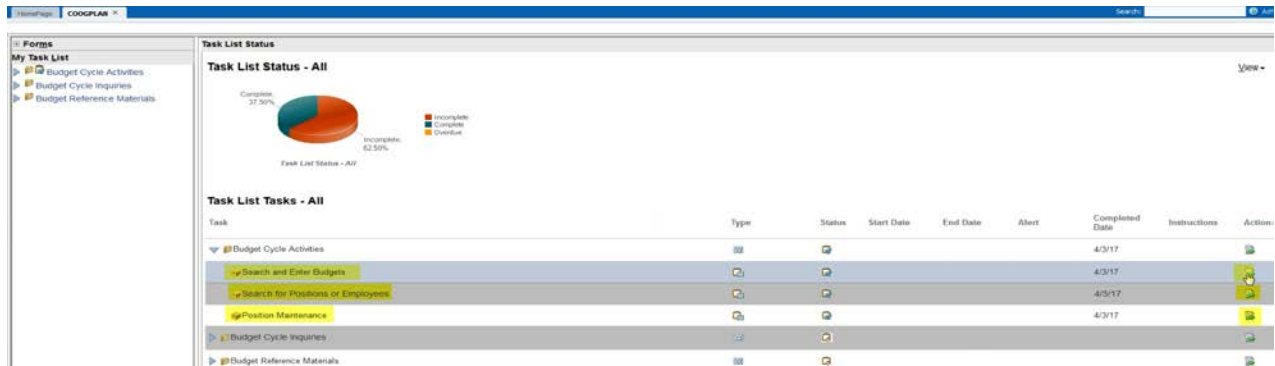 HomePage COOGPLAN × Search: Ad
Forms
My Task List
Budget Cycle Activities
Budget Cycle Inquiries
Budget Reference Materials
Task List Status
Task List Status - All View
Complete, 37.50%
Incomplete, 62.50%
Incomplete
Complete
Overdue
Task List Status - All
Task List Tasks - All
Task Type Status Start Date End Date Alert Completed Date Instructions Action
Budget Cycle Activities 4/3/17
Search and Enter Budgets 4/3/17
Search for Positions or Employees 4/5/17
Position Maintenance 4/3/17
Budget Cycle Inquiries
Budget Reference Materials